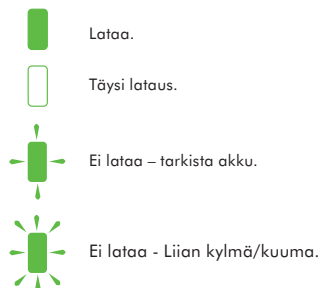 Lataa.
Täysi lataus.
Ei lataa – tarkista akku.
Ei lataa - Liian kylmä/kuuma.